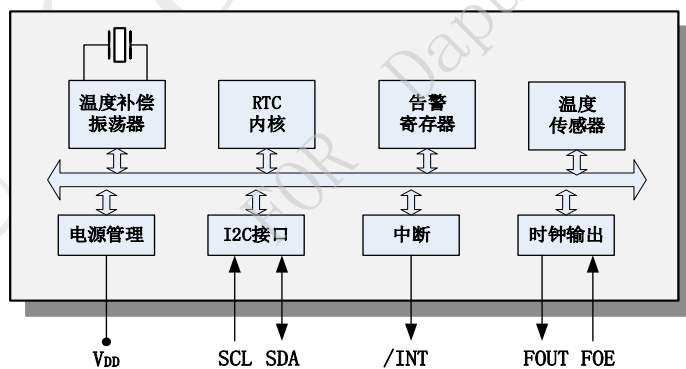 温度补偿
振荡器
RTC
内核
告警
寄存器
温度
传感器
电源管理
I2C接口
中断
时钟输出
VDD
SCL SDA
/INT
FOUT FOE
FOR Dapu